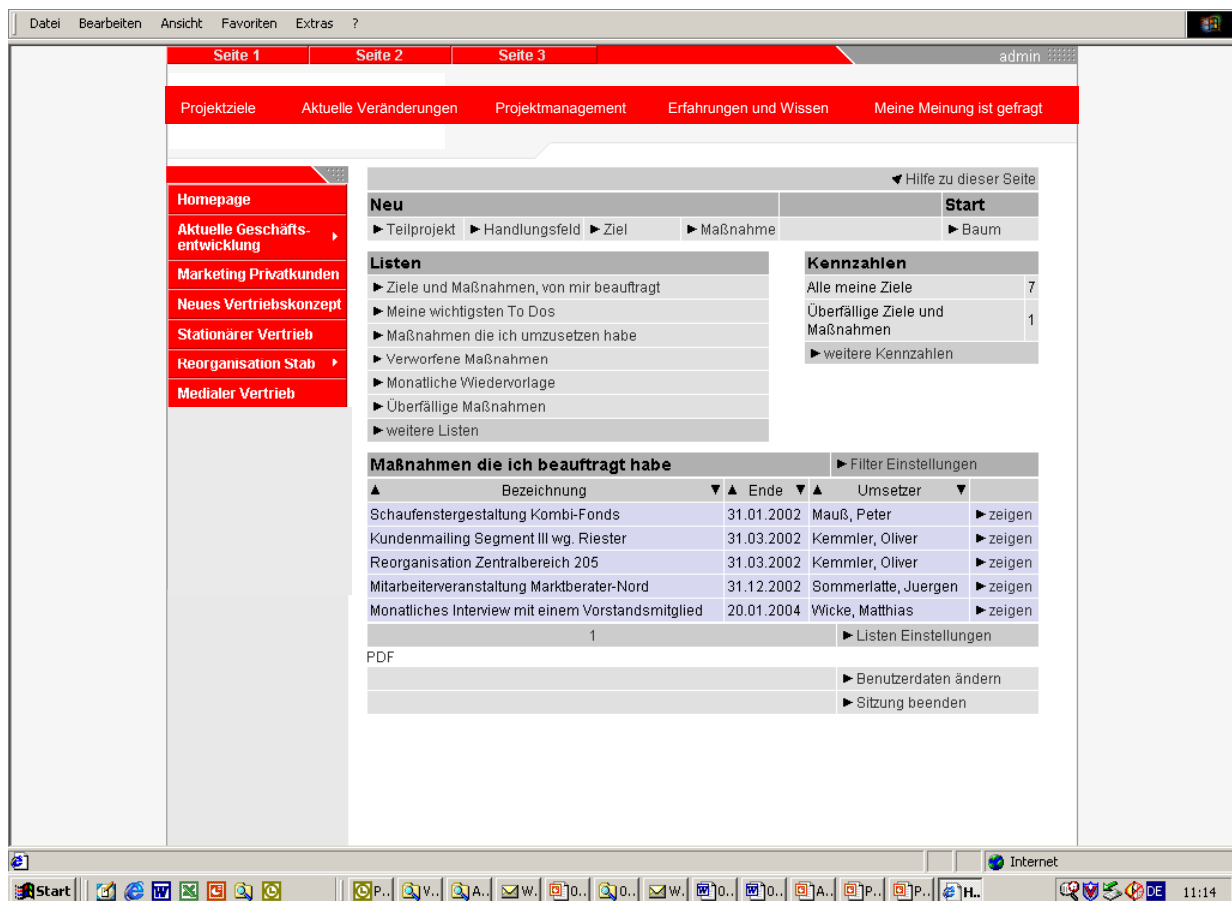 Datei Bearbeiten Ansicht Favoriten Extras ?
Seite 1 Seite 2 Seite 3 admin
Projektziele Aktuelle Veränderungen Projektmanagement Erfahrungen und Wissen Meine Meinung ist gefragt
Homepage
Aktuelle Geschäfts-
entwicklung
Marketing Privatkunden
Neues Vertriebskonzept
Stationärer Vertrieb
Reorganisation Stab
Medialer Vertrieb
Hilfe zu dieser Seite
Neu Start
Teilprojekt Handlungsfeld Ziel Maßnahme Baum
Listen
Ziele und Maßnahmen, von mir beauftragt
Meine wichtigsten To Dos
Maßnahmen die ich umzusetzen habe
Verworfene Maßnahmen
Monatliche Wiedervorlage
Überfällige Maßnahmen
weitere Listen
Kennzahlen
Alle meine Ziele 7
Überfällige Ziele und
Maßnahmen 1
weitere Kennzahlen
Maßnahmen die ich beauftragt habe Filter Einstellungen
Bezeichnung Ende Umsetzer
Schaufenstergestaltung Kombi-Fonds 31.01.2002 Mauß, Peter zeigen
Kundenmailing Segment III wg. Riester 31.03.2002 Kemmler, Oliver zeigen
Reorganisation Zentralbereich 205 31.03.2002 Kemmler, Oliver zeigen
Mitarbeiterveranstaltung Marktberater-Nord 31.12.2002 Sommerlatte, Juergen zeigen
Monatliches Interview mit einem Vorstandsmitglied 20.01.2004 Wicke, Matthias zeigen
1 Listen Einstellungen
PDF
Benutzerdaten ändern
Sitzung beenden
Internet
Start P.. V.. A.. W. 0.. 0.. W. 0.. 0.. A.. P.. P.. H.. DE 11:14